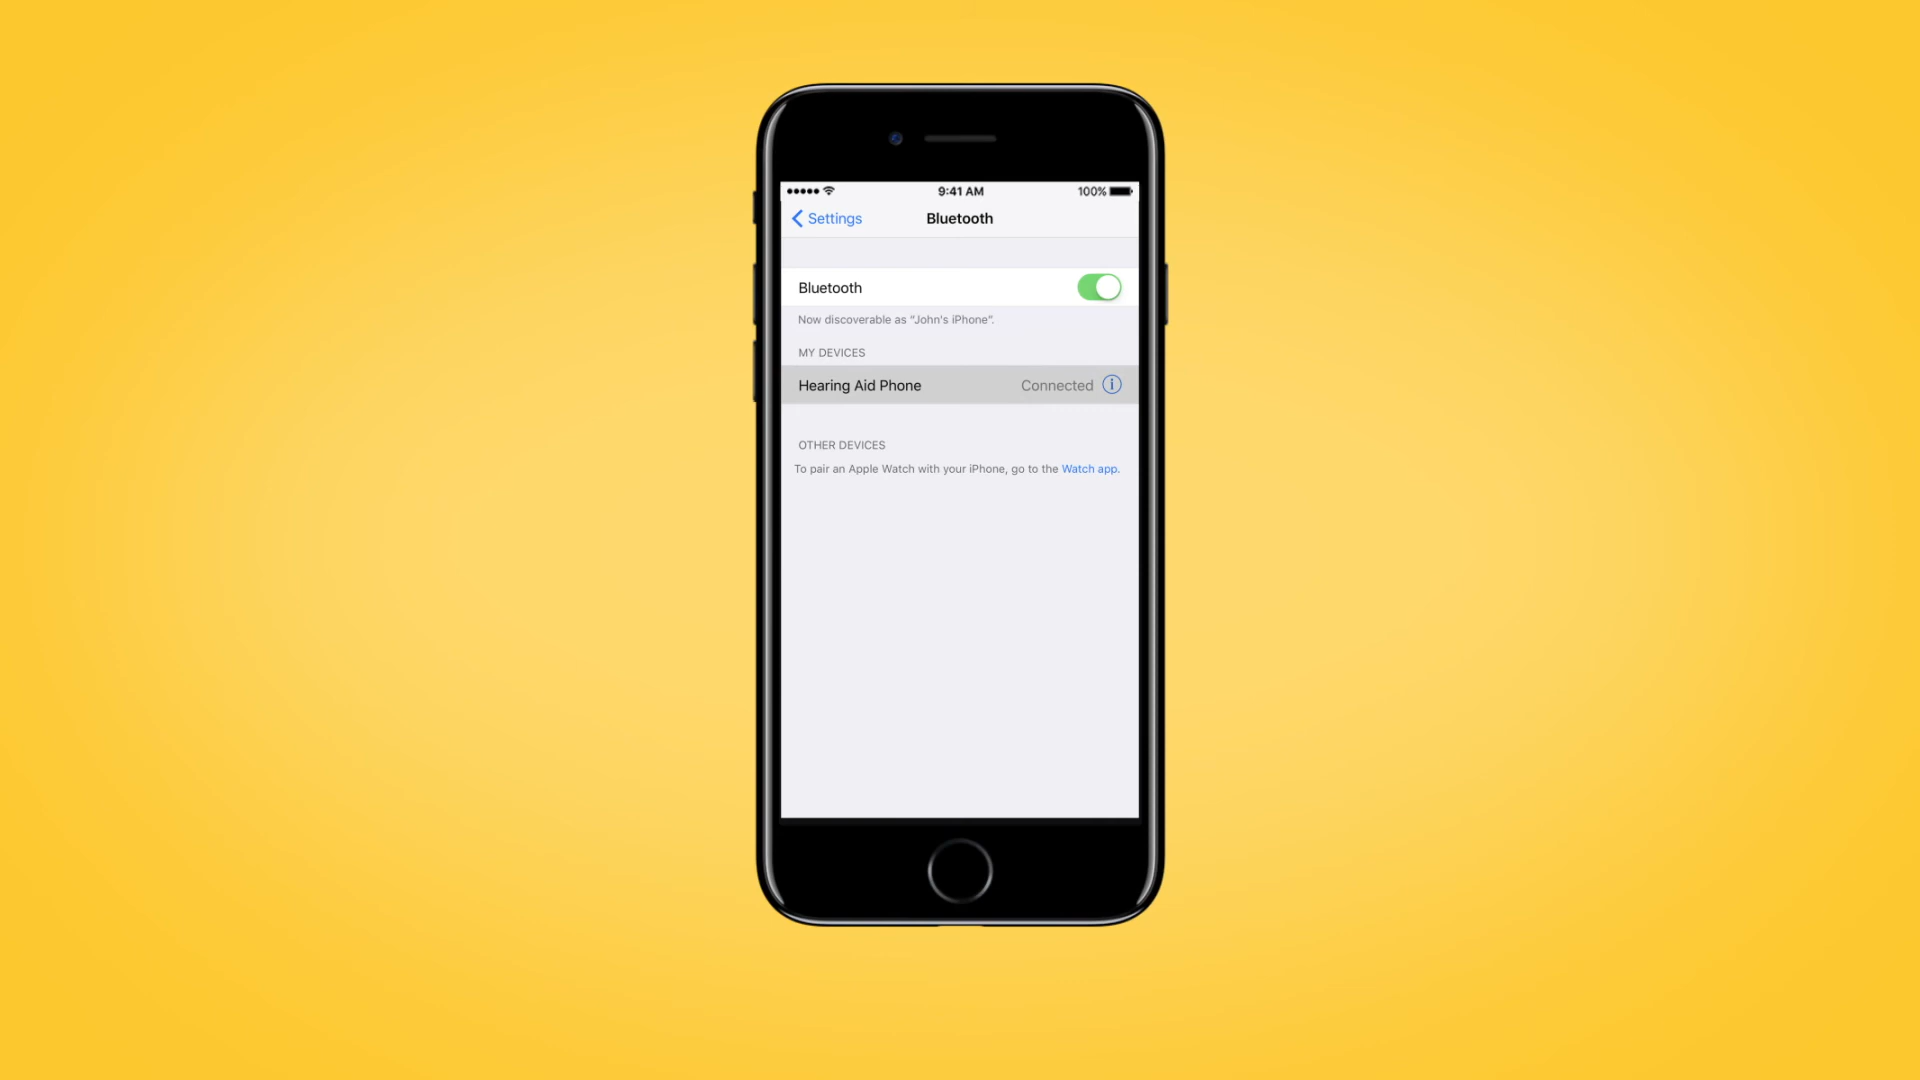 9:41 AM
100%
Settings
Bluetooth
Bluetooth
Now discoverable as “John's iPhone”.
MY DEVICES
Hearing Aid Phone
Connected
OTHER DEVICES
To pair an Apple Watch with your iPhone, go to the Watch app.